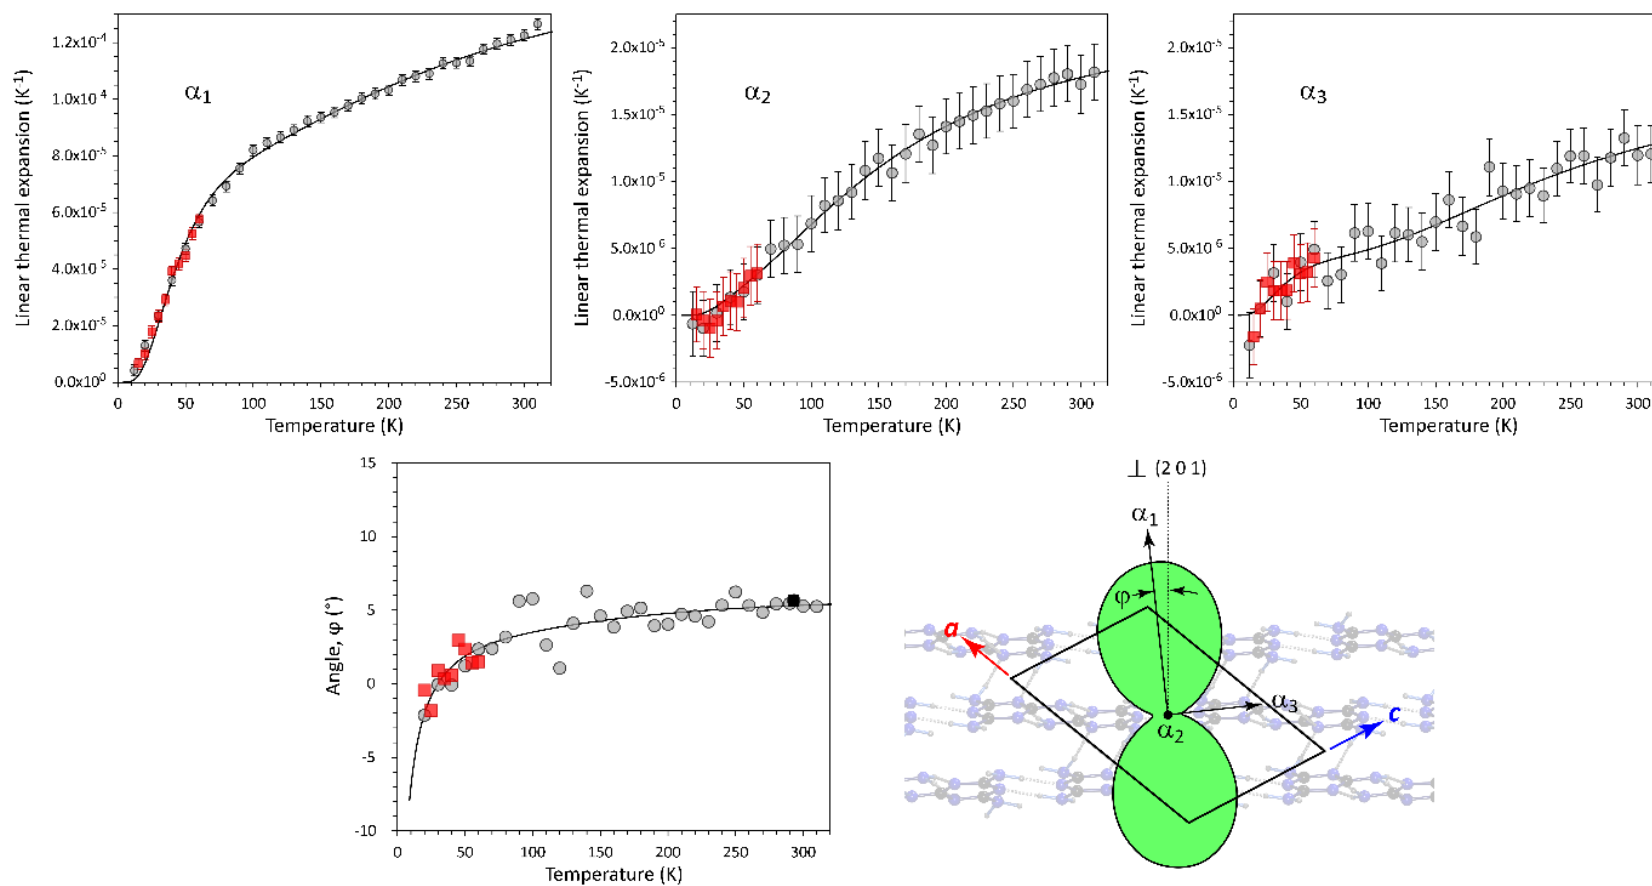 Linear thermal expansion (K⁻¹)
1.2x10⁻⁴
1.0x10⁻⁴
8.0x10⁻⁵
6.0x10⁻⁵
4.0x10⁻⁵
2.0x10⁻⁵
0.0x10⁰
α₁
0 50 100 150 200 250 300
Temperature (K)
Linear thermal expansion (K⁻¹)
2.0x10⁻⁵
1.5x10⁻⁵
1.0x10⁻⁵
5.0x10⁻⁶
0.0x10⁰
-5.0x10⁻⁶
α₂
0 50 100 150 200 250 300
Temperature (K)
Linear thermal expansion (K⁻¹)
2.0x10⁻⁵
1.5x10⁻⁵
1.0x10⁻⁵
5.0x10⁻⁶
0.0x10⁰
-5.0x10⁻⁶
α₃
0 50 100 150 200 250 300
Temperature (K)
Angle, φ (°)
15
10
5
0
-5
-10
0 50 100 150 200 250 300
Temperature (K)
⊥ (2 0 1)
α₁
φ
a
α₃
α₂
c